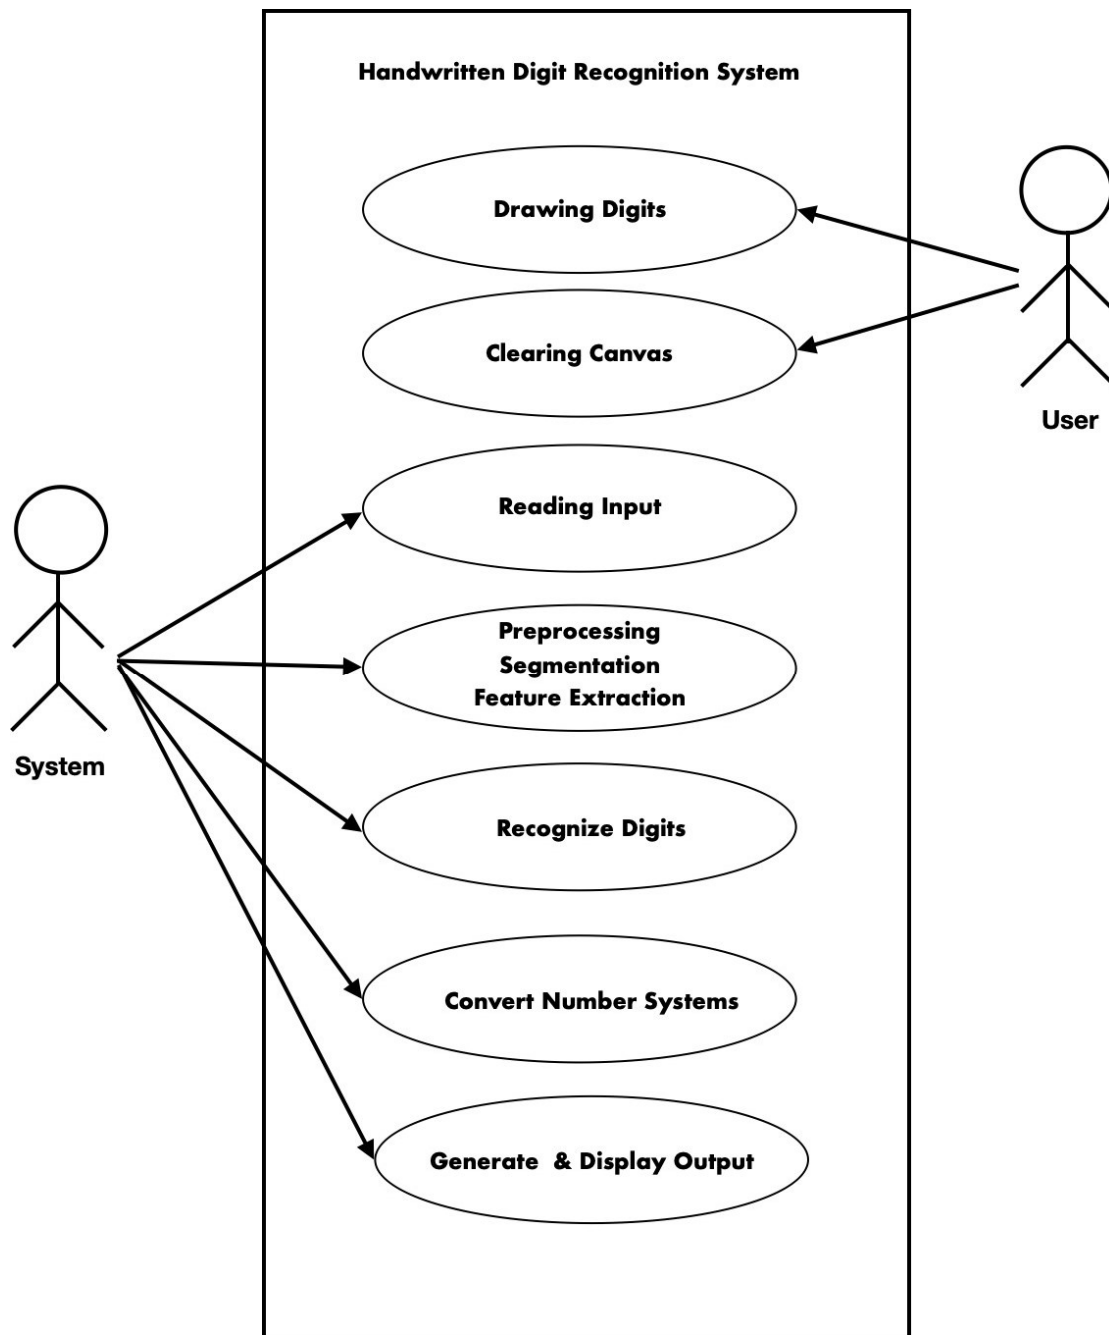 Handwritten Digit Recognition System
Drawing Digits
Clearing Canvas
User
Reading Input
Preprocessing
Segmentation
Feature Extraction
System
Recognize Digits
Convert Number Systems
Generate & Display Output